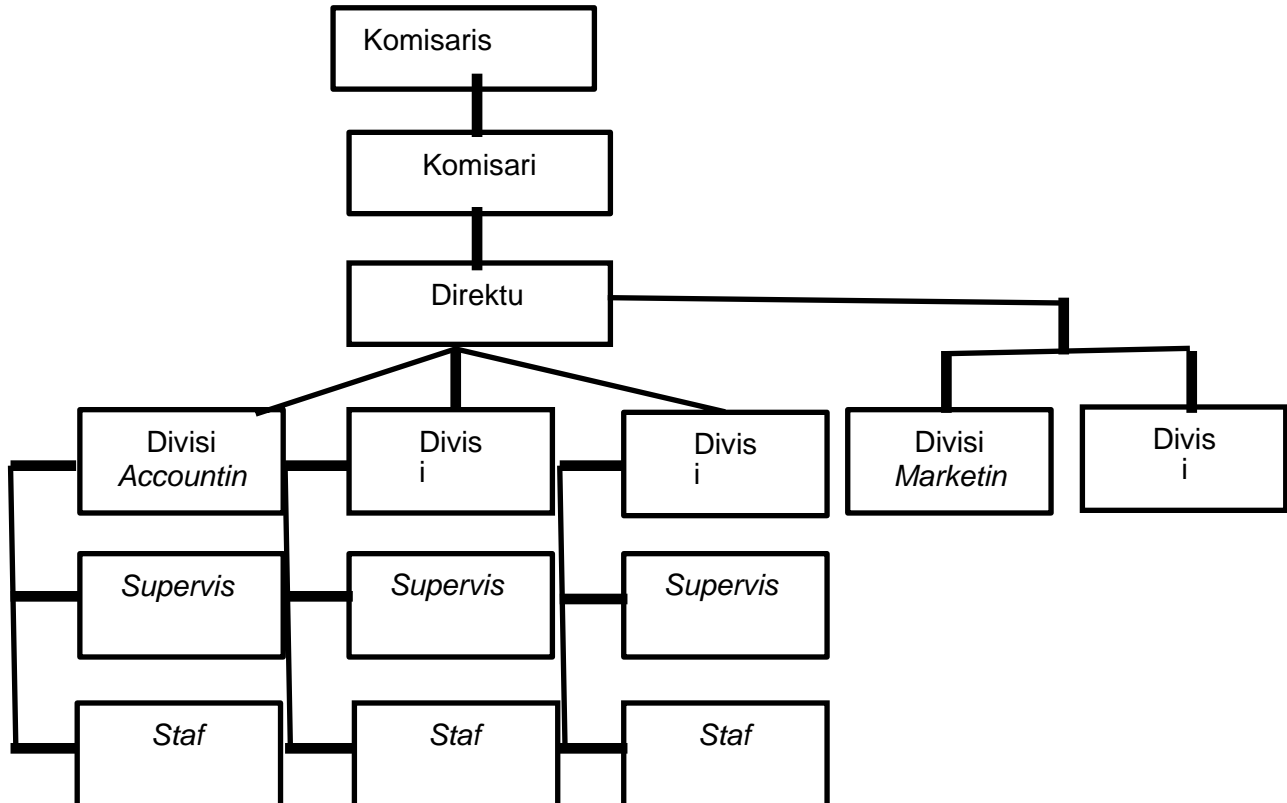 Komisaris
Komisari
Direktu
Divisi
Accountin
Divis
i
Divis
i
Divisi
Marketin
Divis
i
Supervis
Supervis
Supervis
Staf
Staf
Staf